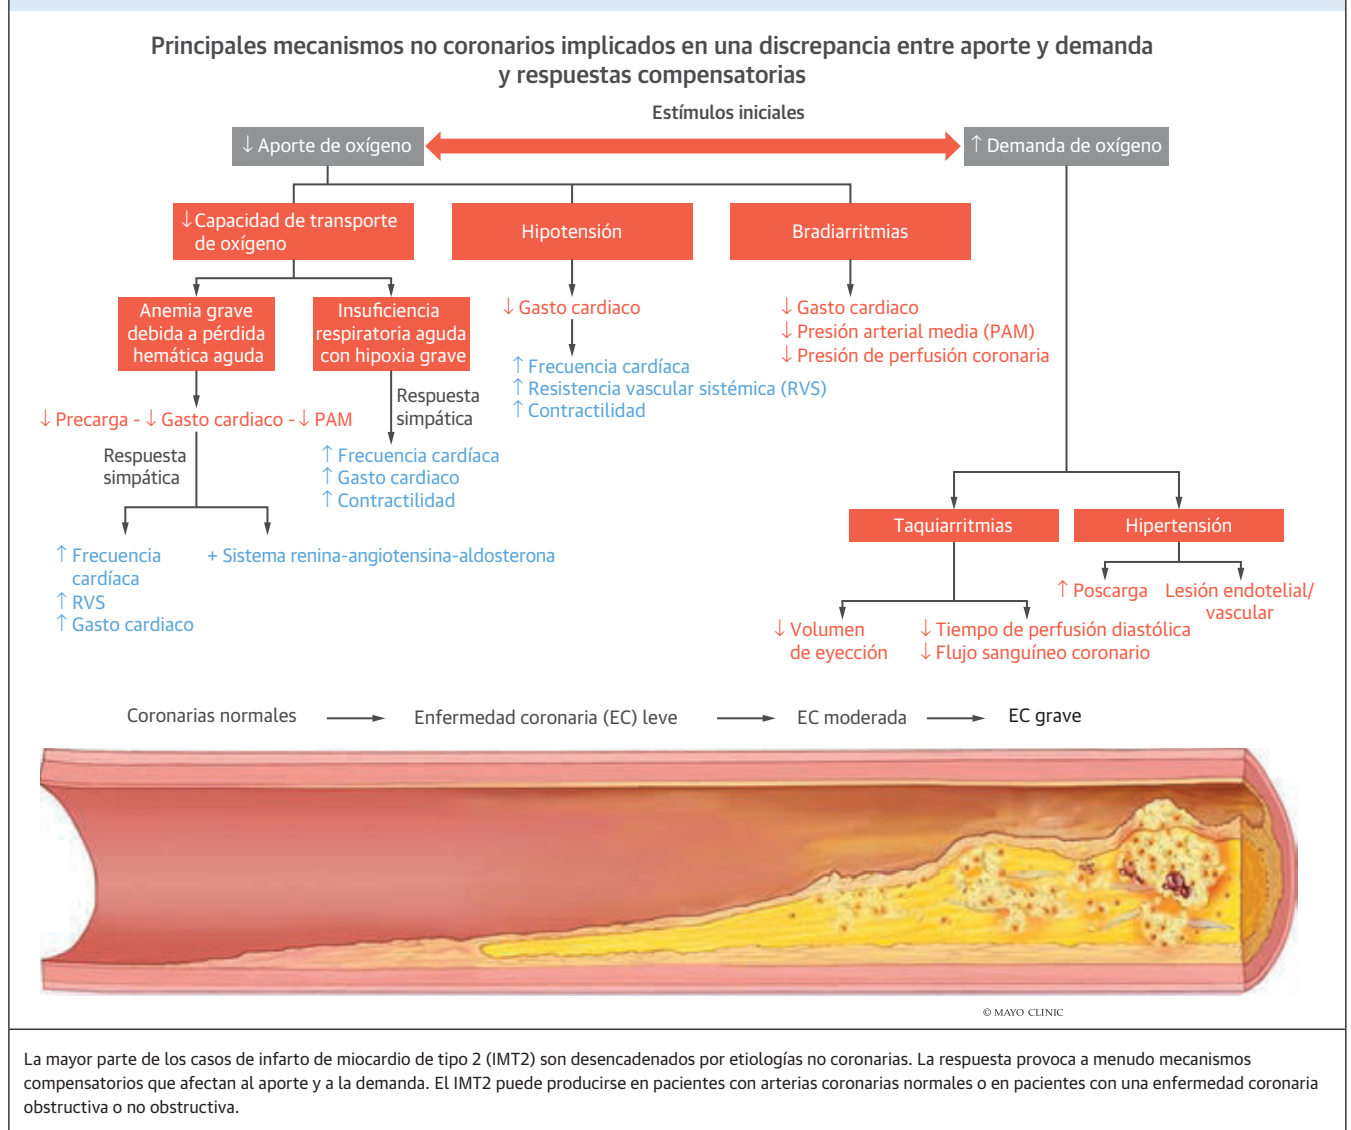 Principales mecanismos no coronarios implicados en una discrepancia entre aporte y demanda
y respuestas compensatorias
Estímulos iniciales
↓ Aporte de oxígeno
↑ Demanda de oxígeno
↓ Capacidad de transporte
de oxígeno
Hipotensión
Bradiarritmias
Anemia grave
debida a pérdida
hemática aguda
Insuficiencia
respiratoria aguda
con hipoxia grave
↓ Gasto cardiaco
↑ Frecuencia cardíaca
↑ Resistencia vascular sistémica (RVS)
↑ Contractilidad
↓ Gasto cardiaco
↓ Presión arterial media (PAM)
↓ Presión de perfusión coronaria
↓ Precarga - ↓ Gasto cardiaco - ↓ PAM
Respuesta
simpática
Respuesta
simpática
↑ Frecuencia cardíaca
↑ Gasto cardiaco
↑ Contractilidad
↑ Frecuencia
cardíaca
↑ RVS
↑ Gasto cardiaco
+ Sistema renina-angiotensina-aldosterona
Taquiarritmias
Hipertensión
↓ Volumen
de eyección
↓ Tiempo de perfusión diastólica
↓ Flujo sanguíneo coronario
↑ Poscarga
Lesión endotelial/
vascular
Coronarias normales
Enfermedad coronaria (EC) leve
EC moderada
EC grave
© MAYO CLINIC
La mayor parte de los casos de infarto de miocardio de tipo 2 (IMT2) son desencadenados por etiologías no coronarias. La respuesta provoca a menudo mecanismos
compensatorios que afectan al aporte y a la demanda. El IMT2 puede producirse en pacientes con arterias coronarias normales o en pacientes con una enfermedad coronaria
obstructiva o no obstructiva.